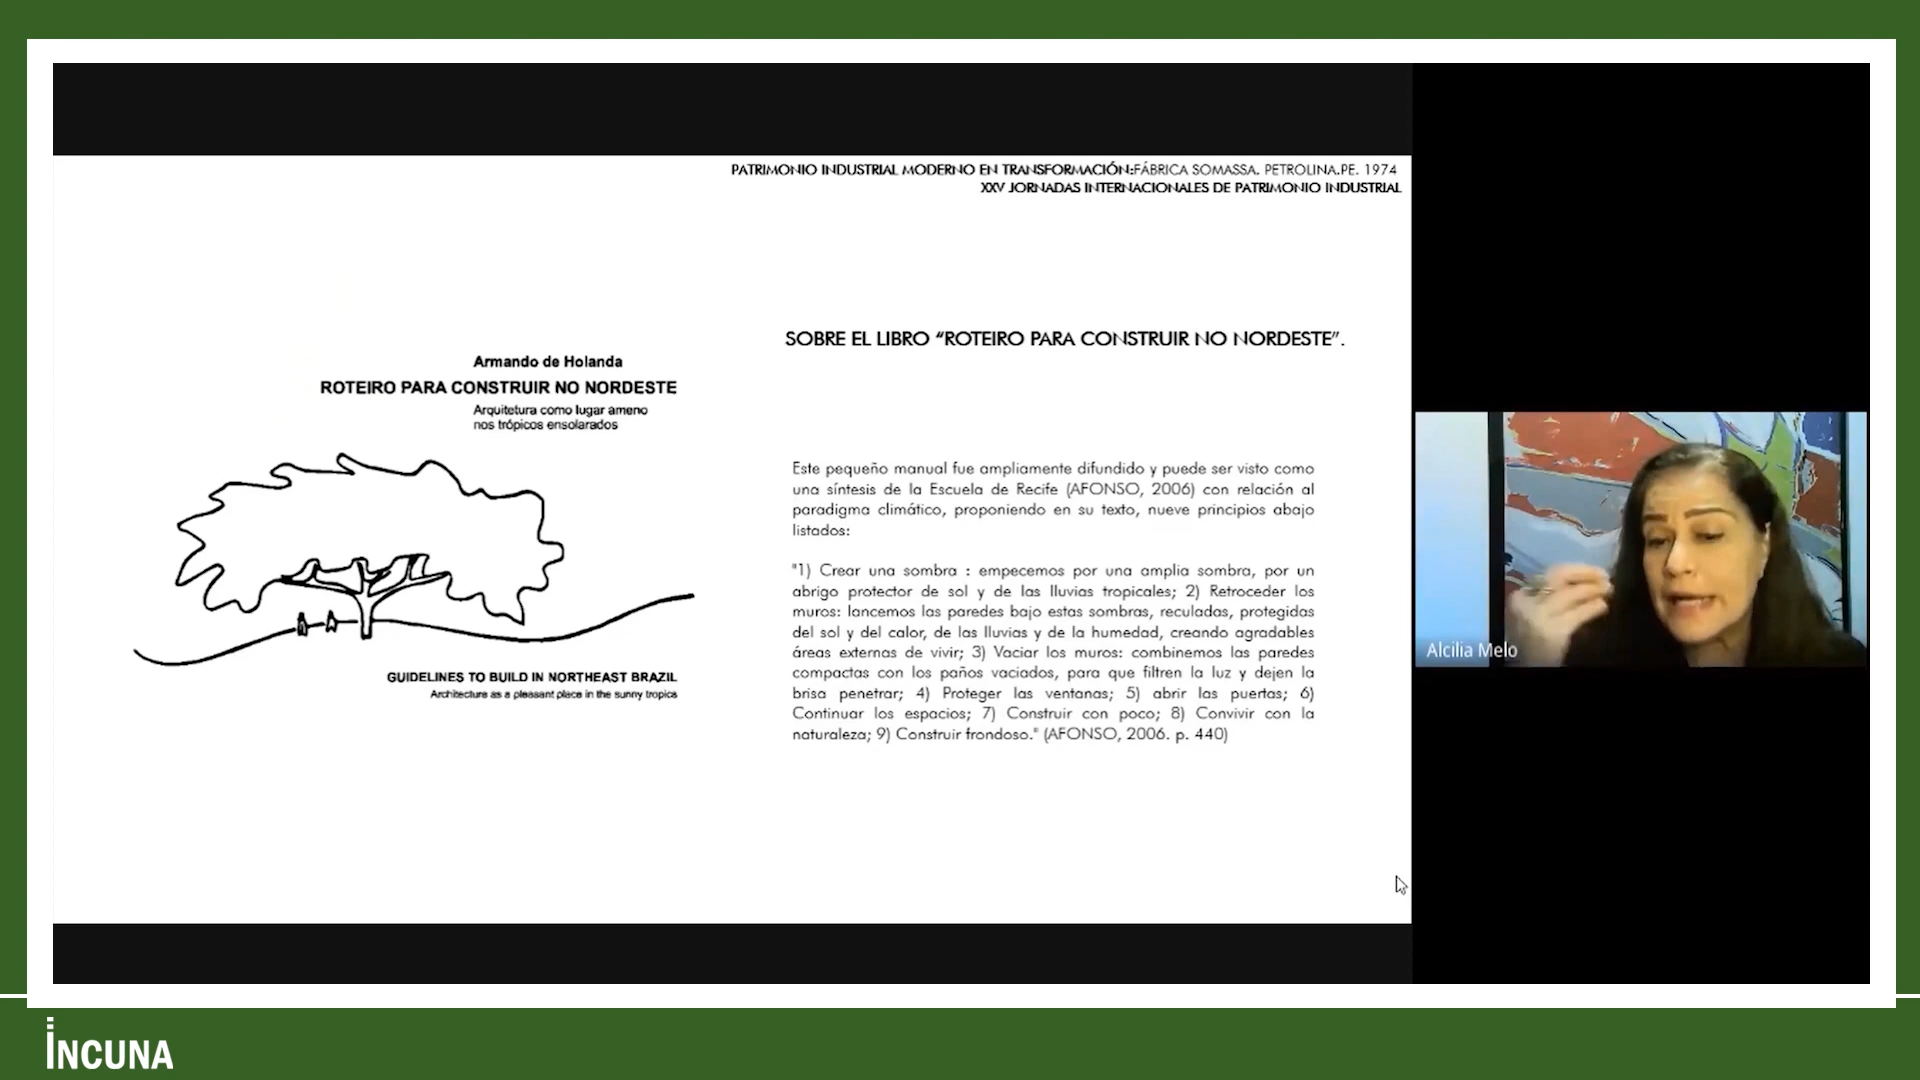 PATRIMONIO INDUSTRIAL MODERNO EN TRANSFORMACIÓN:FÁBRICA SOMASSA. PETROLINA.PE. 1974
XXV JORNADAS INTERNACIONALES DE PATRIMONIO INDUSTRIAL
Armando de Holanda
ROTEIRO PARA CONSTRUIR NO NORDESTE
Arquitetura como lugar ameno
nos trópicos ensolarados
GUIDELINES TO BUILD IN NORTHEAST BRAZIL
Architecture as a pleasant place in the sunny tropics
SOBRE EL LIBRO “ROTEIRO PARA CONSTRUIR NO NORDESTE”.
Este pequeño manual fue ampliamente difundido y puede ser visto como
una síntesis de la Escuela de Recife (AFONSO, 2006) con relación al
paradigma climático, proponiendo en su texto, nueve principios abajo
listados:
"1) Crear una sombra : empecemos por una amplia sombra, por un
abrigo protector de sol y de las lluvias tropicales; 2) Retroceder los
muros: lancemos las paredes bajo estas sombras, reculadas, protegidas
del sol y del calor, de las lluvias y de la humedad, creando agradables
áreas externas de vivir; 3) Vaciar los muros: combinemos las paredes
compactas con los paños vaciados, para que filtren la luz y dejen la
brisa penetrar; 4) Proteger las ventanas; 5) abrir las puertas; 6)
Continuar los espacios; 7) Construir con poco; 8) Convivir con la
naturaleza; 9) Construir frondoso." (AFONSO, 2006. p. 440)
Alcilia Melo
INCUNA